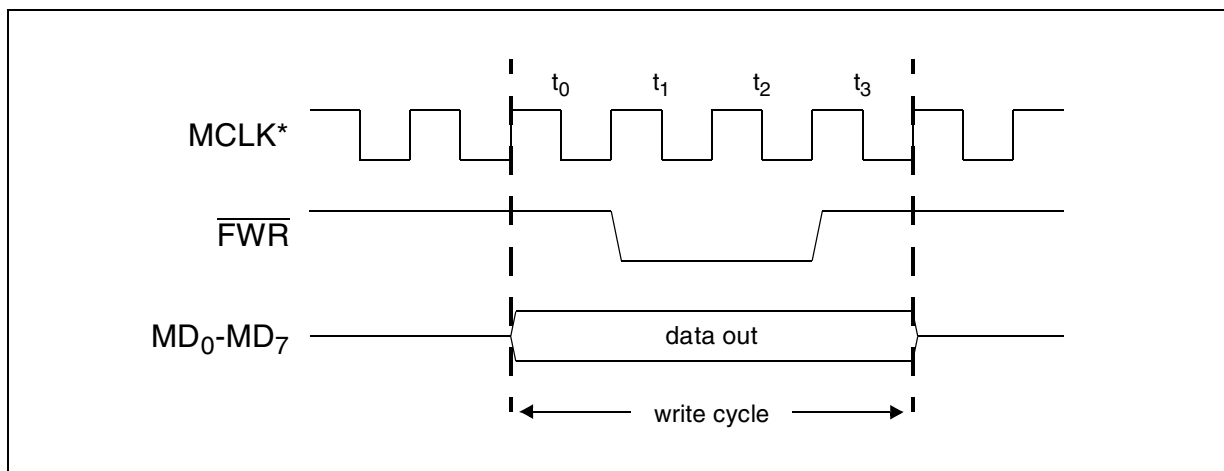 t0 t1 t2 t3
MCLK*
FWR
MD0-MD7 data out
write cycle